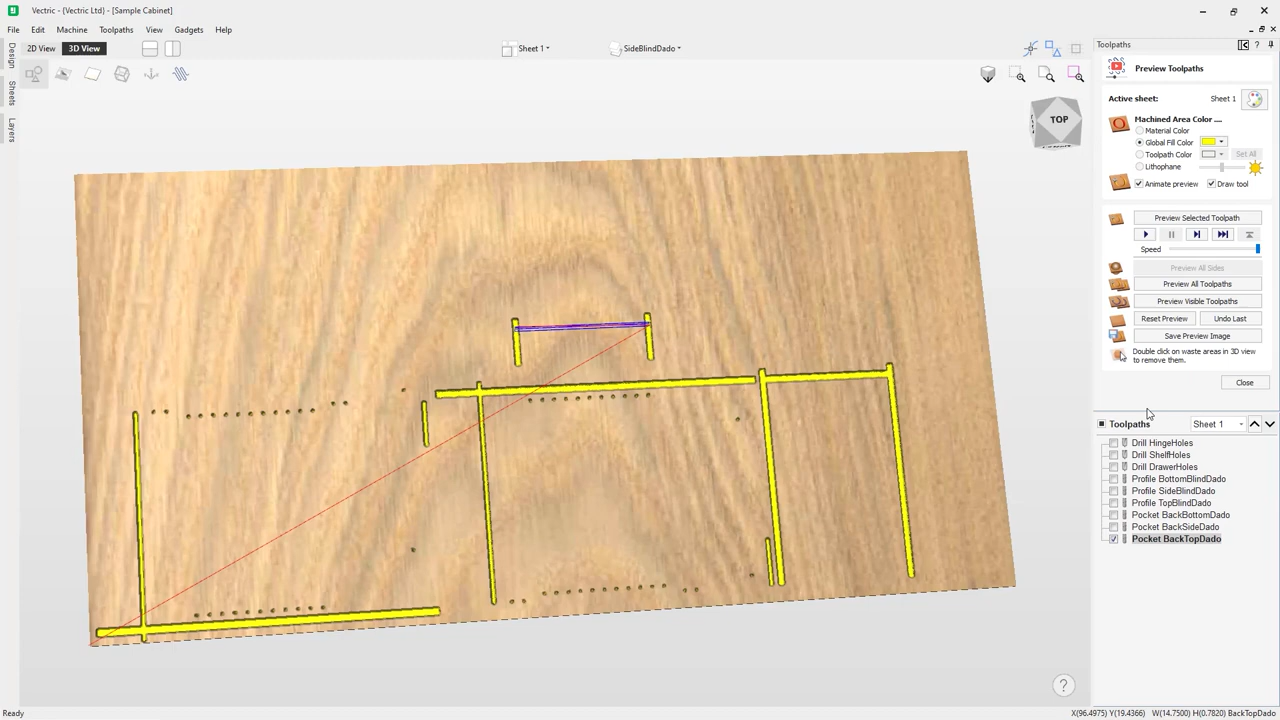 Vectric - {Vectric Ltd} - [Sample Cabinet]
File Edit Machine Toolpaths View Gadgets Help
2D View 3D View Sheet 1 SideBlindDado
Design
Sheets
Layers
TOP
Toolpaths
Preview Toolpaths
Active sheet: Sheet 1
Machined Area Color ....
Material Color
Global Fill Color
Toolpath Color Set All
Lithophane
Animate preview Draw tool
Preview Selected Toolpath
Speed
Preview All Sides
Preview All Toolpaths
Preview Visible Toolpaths
Reset Preview Undo Last
Save Preview Image
Double click on waste areas in 3D view
to remove them.
Close
Toolpaths Sheet 1
Drill HingeHoles
Drill ShelfHoles
Drill DrawerHoles
Profile BottomBlindDado
Profile SideBlindDado
Profile TopBlindDado
Pocket BackBottomDado
Pocket BackSideDado
Pocket BackTopDado
?
Ready X(96.4975) Y(19.4366) W(14.7500) H(0.7820) BackTopDado